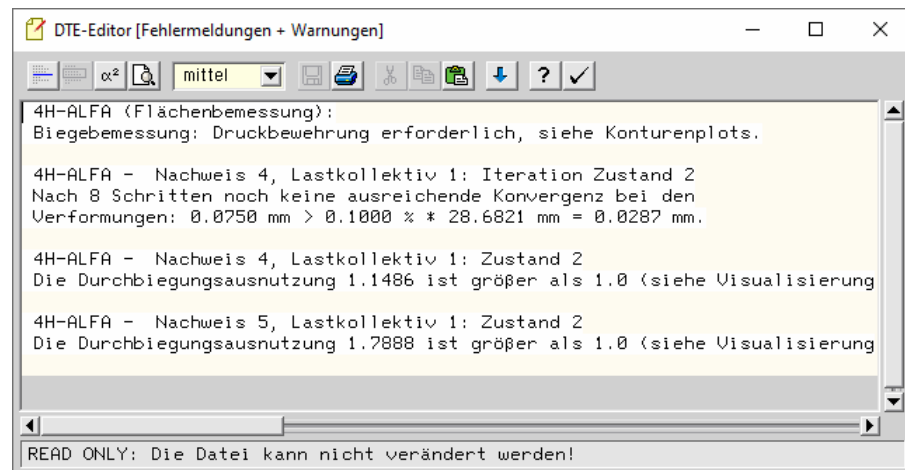 DTE-Editor [Fehlermeldungen + Warnungen]
α² mittel ?
4H-ALFA (Flächenbemessung):
Biegebemessung: Druckbewehrung erforderlich, siehe Konturenplots.
4H-ALFA - Nachweis 4, Lastkollektiv 1: Iteration Zustand 2
Nach 8 Schritten noch keine ausreichende Konvergenz bei den
Verformungen: 0.0750 mm > 0.1000 % * 28.6821 mm = 0.0287 mm.
4H-ALFA - Nachweis 4, Lastkollektiv 1: Zustand 2
Die Durchbiegungsausnutzung 1.1486 ist größer als 1.0 (siehe Visualisierung
4H-ALFA - Nachweis 5, Lastkollektiv 1: Zustand 2
Die Durchbiegungsausnutzung 1.7888 ist größer als 1.0 (siehe Visualisierung
READ ONLY: Die Datei kann nicht verändert werden!